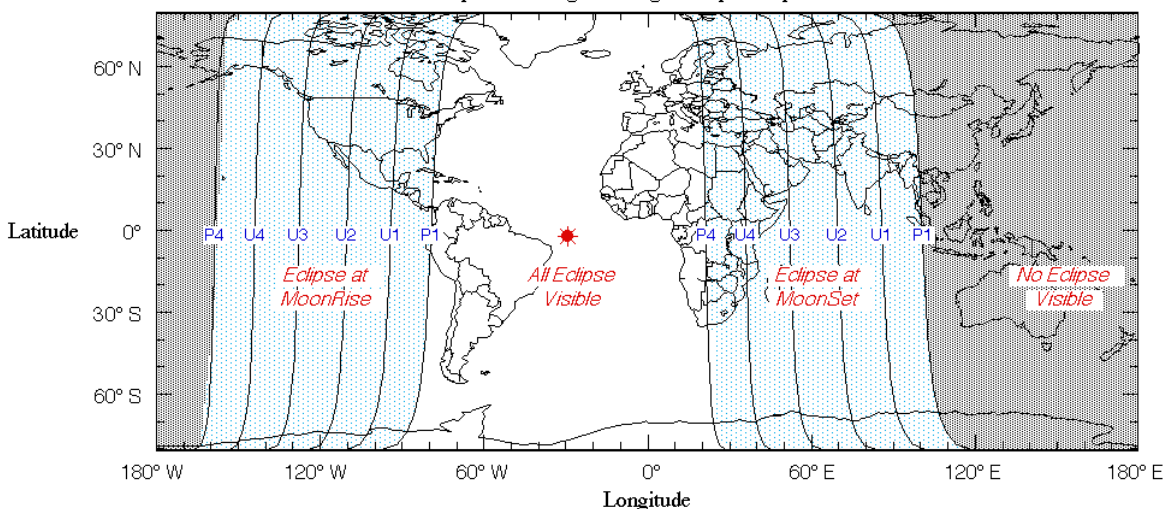 60° N
30° N
Latitude
0°
P4 U4 U3 U2 U1 P1
P4 U4 U3 U2 U1 P1
Eclipse at
MoonRise
All Eclipse
Visible
Eclipse at
MoonSet
No Eclipse
Visible
30° S
60° S
180° W
120° W
60° W
0°
60° E
120° E
180° E
Longitude